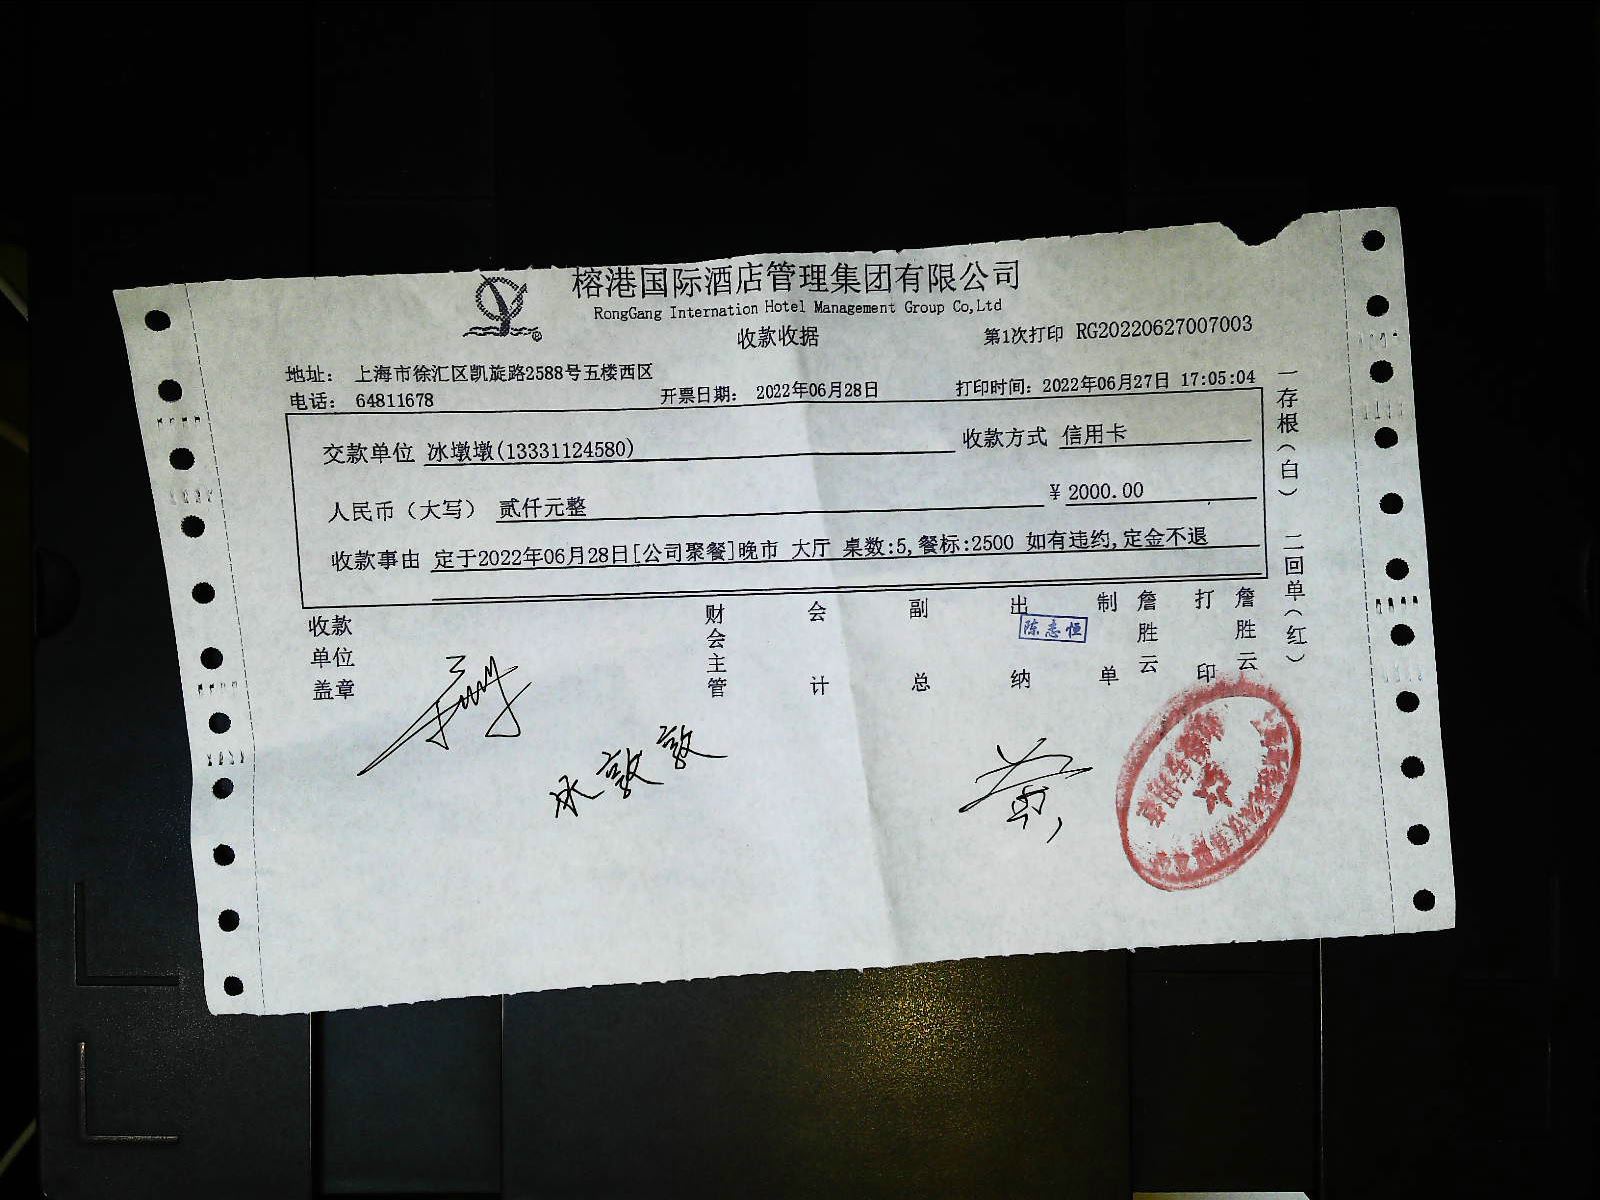 榕港国际酒店管理集团有限公司
RongGang Internation Hotel Management Group Co,Ltd
收款收据
第1次打印 RG20220627007003
地址： 上海市徐汇区凯旋路2588号五楼西区
电话： 64811678
开票日期： 2022年06月28日
打印时间：2022年06月27日 17:05:04
交款单位 冰墩墩(13331124580)
收款方式 信用卡
人民币（大写） 贰仟元整
¥ 2000.00
收款事由 定于2022年06月28日[公司聚餐]晚市 大厅 桌数:5,餐标:2500 如有违约,定金不退
一存根（白） 二回单（红）
收款单位盖章
财会主管
会计
副总
出纳
陈志恒
制单
詹胜云
打印
詹胜云
冰敦敦